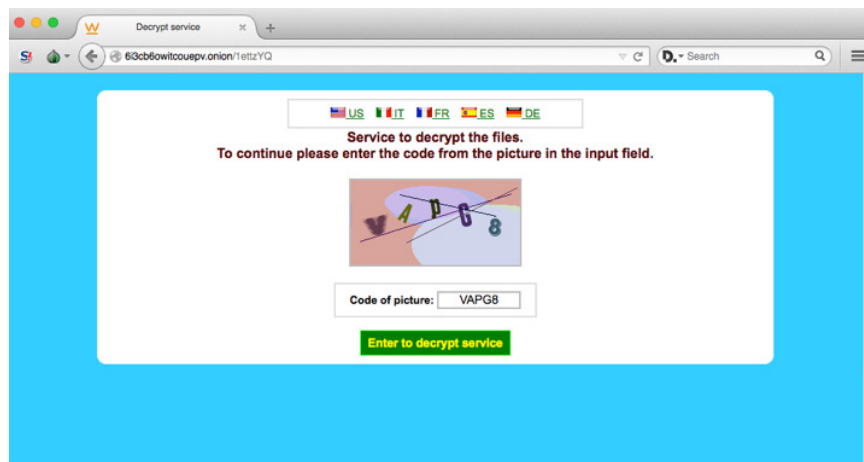 Decrypt service
6i3cb6owitcouepv.onion/1ettzYQ
Search
US IT FR ES DE
Service to decrypt the files.
To continue please enter the code from the picture in the input field.
VAPG8
Code of picture: VAPG8
Enter to decrypt service